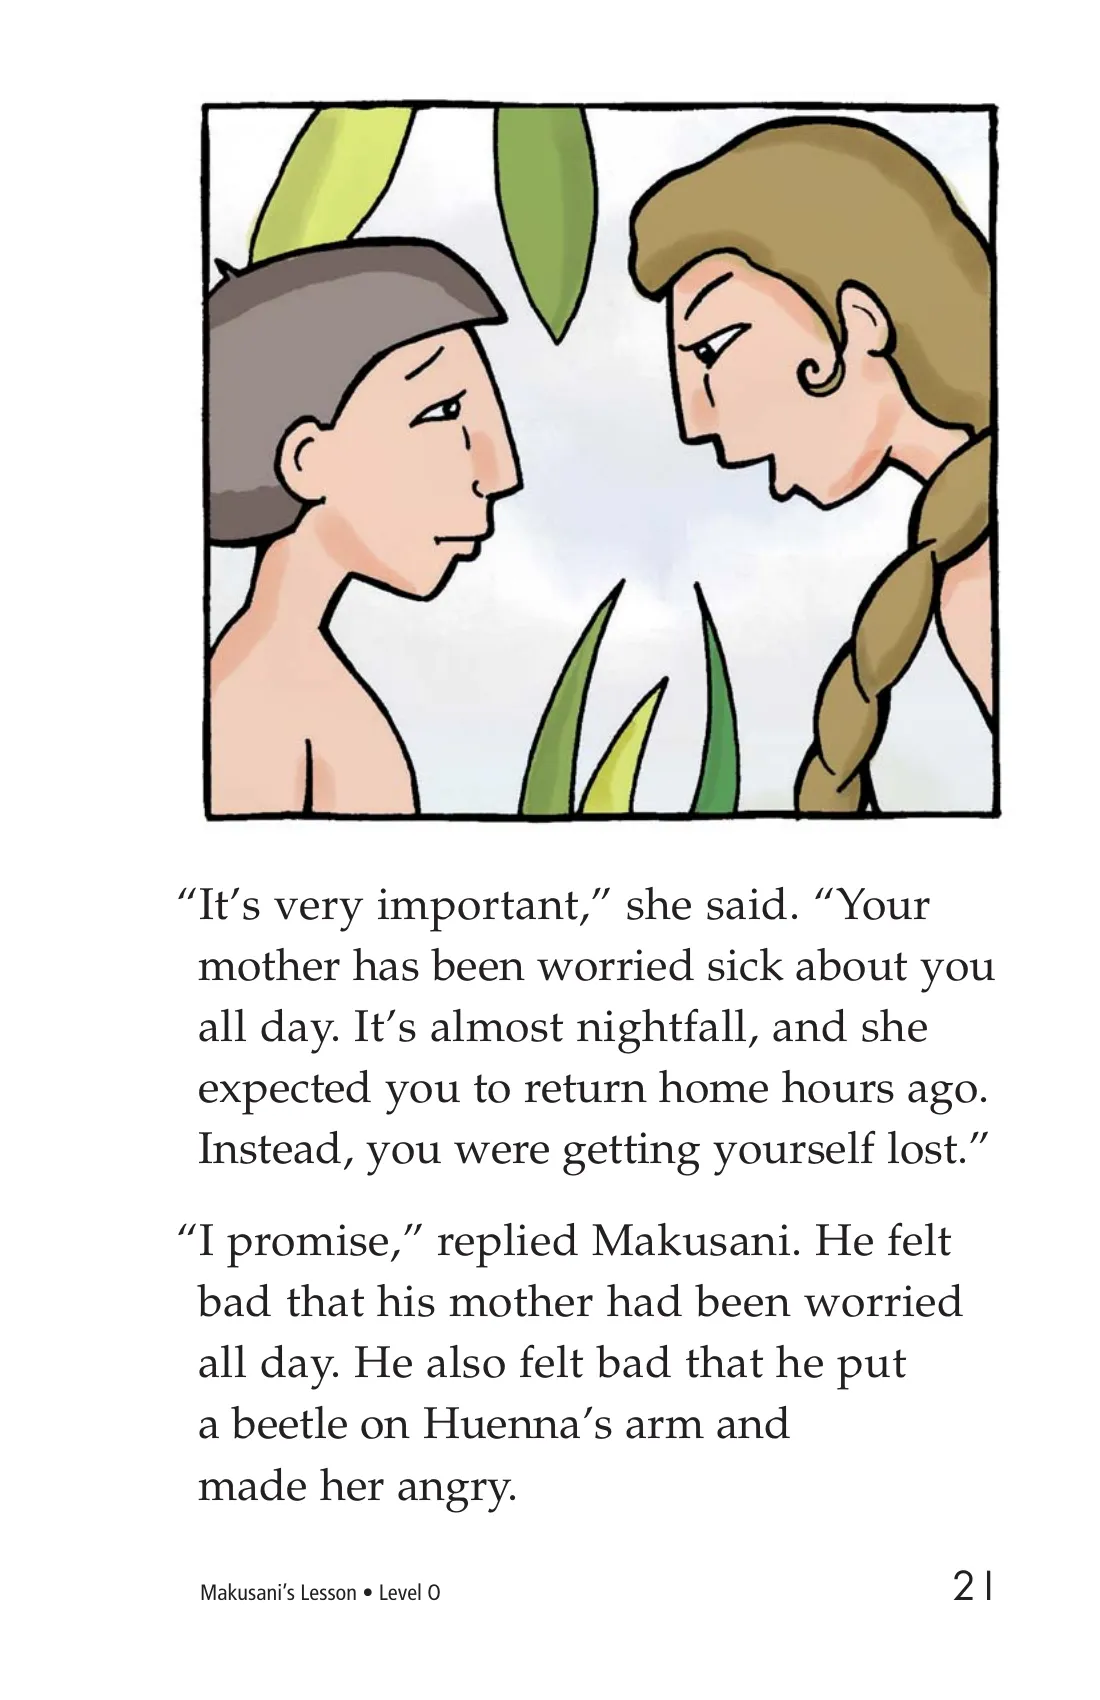 “It’s very important,” she said. “Your
mother has been worried sick about you
all day. It’s almost nightfall, and she
expected you to return home hours ago.
Instead, you were getting yourself lost.”
“I promise,” replied Makusani. He felt
bad that his mother had been worried
all day. He also felt bad that he put
a beetle on Huenna’s arm and
made her angry.
Makusani’s Lesson • Level O
21